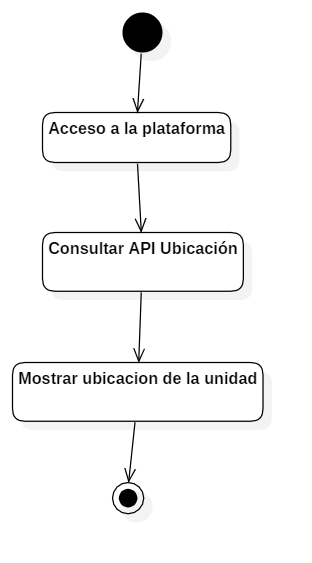 Acceso a la plataforma
Consultar API Ubicación
Mostrar ubicacion de la unidad